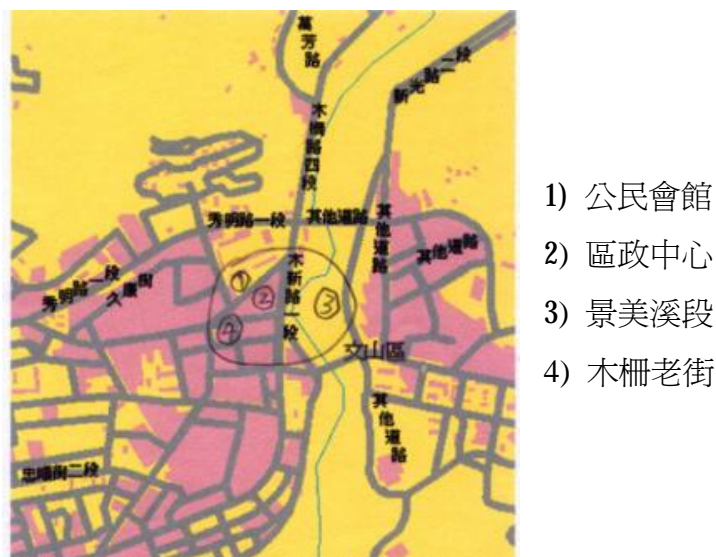 萬芳路
新光路二段
木柵路四段
秀明路一段
其他道路
其他道路
其他道路
木新路一段
秀明路一段
久康街
①
②
③
④
文山區
其他道路
忠順街二段
1) 公民會館
2) 區政中心
3) 景美溪段
4) 木柵老街